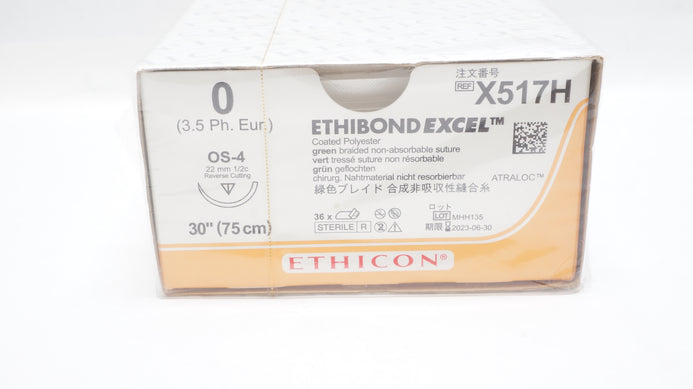 0
(3.5 Ph. Eur.)
OS-4
22 mm 1/2c
Reverse Cutting
30" (75 cm)
注文番号
REF X517H
ETHIBOND EXCEL™
Coated Polyester
green braided non-absorbable suture
vert tressé suture non résorbable
grün geflochten
chirurg. Nahtmaterial nicht resorbierbar
緑色ブレイド 合成非吸収性縫合糸
ATRALOC™
36 x
STERILE R 2
ロット
LOT MHH135
期限 2023-06-30
ETHICON®